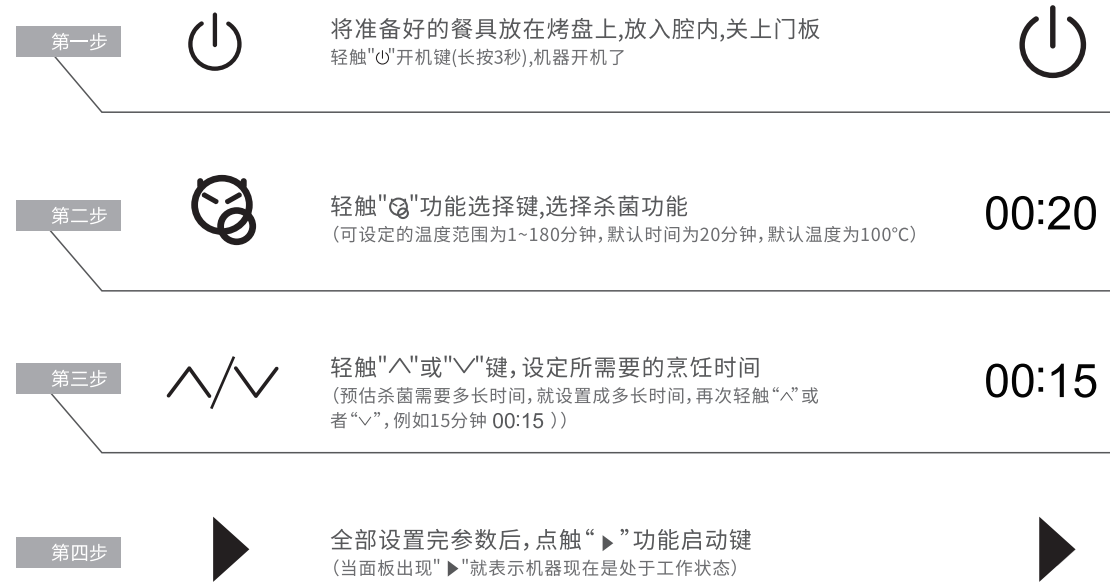 第一步
将准备好的餐具放在烤盘上,放入腔内,关上门板
轻触"⏻"开机键(长按3秒),机器开机了
第二步
轻触""功能选择键,选择杀菌功能
(可设定的温度范围为1~180分钟，默认时间为20分钟，默认温度为100℃)
00:20
第三步
轻触"∧"或"∨"键，设定所需要的烹饪时间
(预估杀菌需要多长时间，就设置成多长时间，再次轻触“∧”或
者“∨”，例如15分钟 00:15 ))
00:15
第四步
全部设置完参数后，点触“▶”功能启动键
(当面板出现"▶"就表示机器现在是处于工作状态)